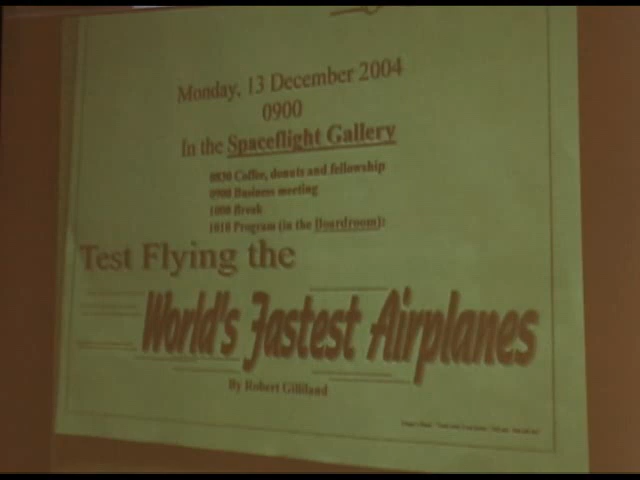 Monday, 13 December 2004
0900
In the Spaceflight Gallery
0830 Coffee, donuts and fellowship
0900 Business meeting
1000 Break
1010 Program (in the Boardroom):
Test Flying the
World's Fastest Airplanes
By Robert Gilliland